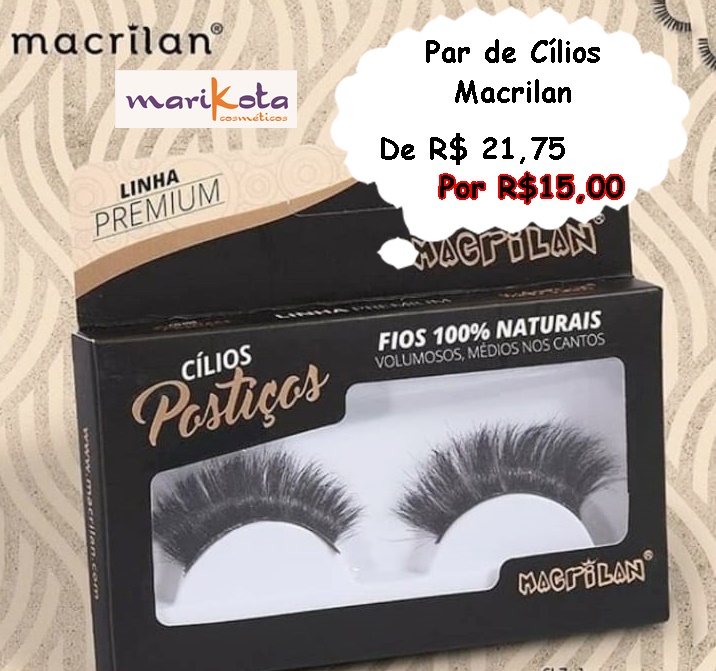 macrilan®
mariKota
cosméticos
Par de Cílios
Macrilan
De R$ 21,75
Por R$15,00
LINHA
PREMIUM
MACRiLAN®
LINHA PREMIUM
CÍLIOS
Postiços
FIOS 100% NATURAIS
VOLUMOSOS, MÉDIOS NOS CANTOS
www.macrilan.com
MACRiLAN®